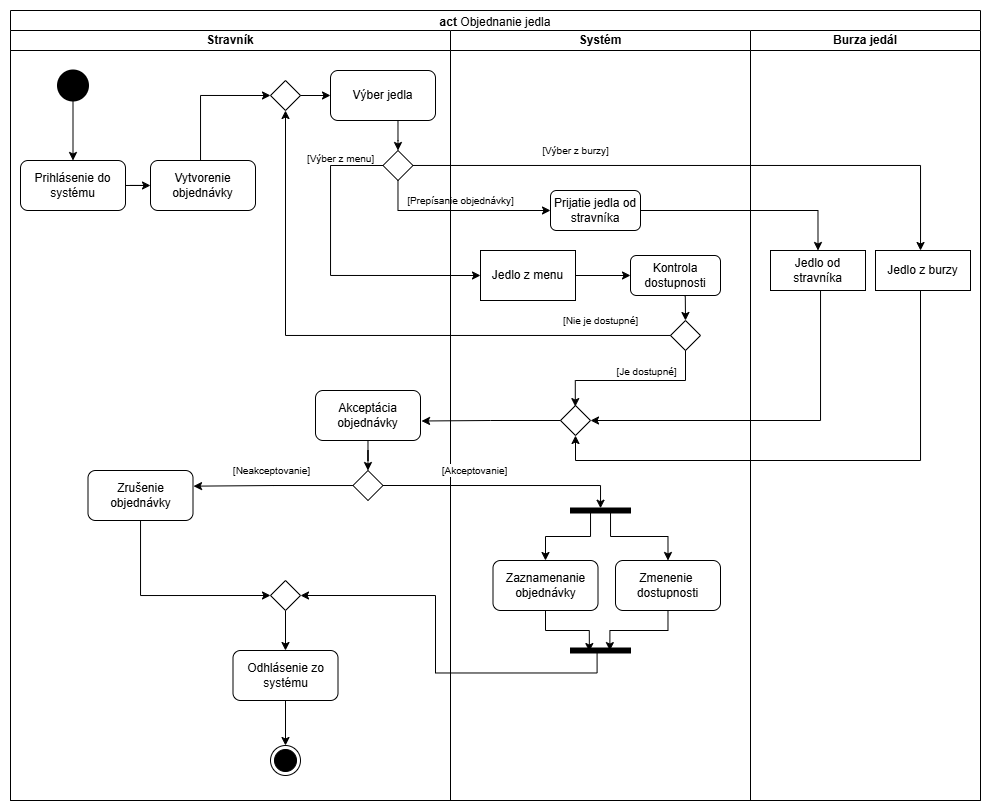 act Objednanie jedla
Stravník
Systém
Burza jedál
Výber jedla
[Výber z menu]
[Výber z burzy]
Prihlásenie do
systému
Vytvorenie
objednávky
[Prepísanie objednávky]
Prijatie jedla od
stravníka
Jedlo z menu
Kontrola
dostupnosti
Jedlo od
stravníka
Jedlo z burzy
[Nie je dostupné]
[Je dostupné]
Akceptácia
objednávky
[Neakceptovanie]
[Akceptovanie]
Zrušenie
objednávky
Zaznamenanie
objednávky
Zmenenie
dostupnosti
Odhlásenie zo
systému